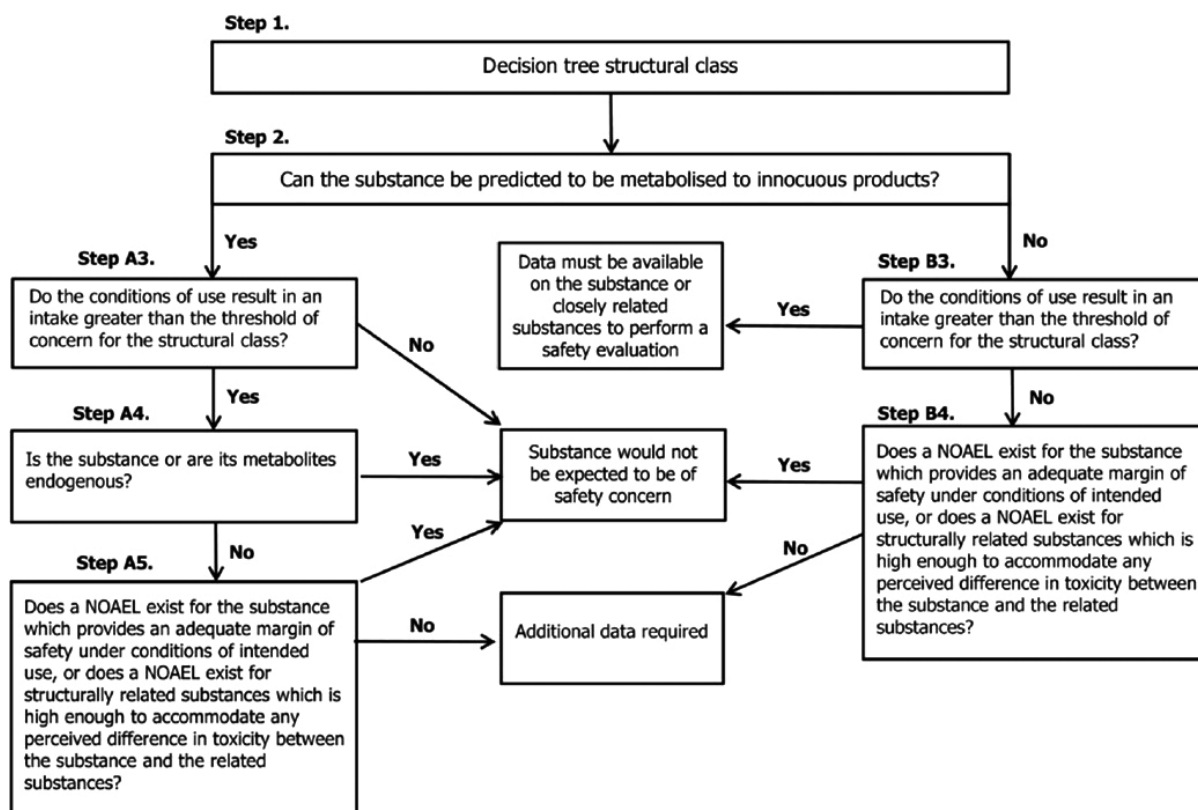 Step 1.
Decision tree structural class
Step 2.
Can the substance be predicted to be metabolised to innocuous products?
Yes
No
Step A3.
Do the conditions of use result in an
intake greater than the threshold of
concern for the structural class?
Data must be available
on the substance or
closely related
substances to perform a
safety evaluation
Yes
Step B3.
Do the conditions of use result in an
intake greater than the threshold of
concern for the structural class?
No
Yes
No
Step A4.
Is the substance or are its metabolites
endogenous?
Yes
Substance would not
be expected to be of
safety concern
Yes
Step B4.
Does a NOAEL exist for the substance
which provides an adequate margin of
safety under conditions of intended
use, or does a NOAEL exist for
structurally related substances which is
high enough to accommodate any
perceived difference in toxicity between
the substance and the related
substances?
No
Yes
No
Step A5.
Does a NOAEL exist for the substance
which provides an adequate margin of
safety under conditions of intended
use, or does a NOAEL exist for
structurally related substances which is
high enough to accommodate any
perceived difference in toxicity between
the substance and the related
substances?
No
Additional data required